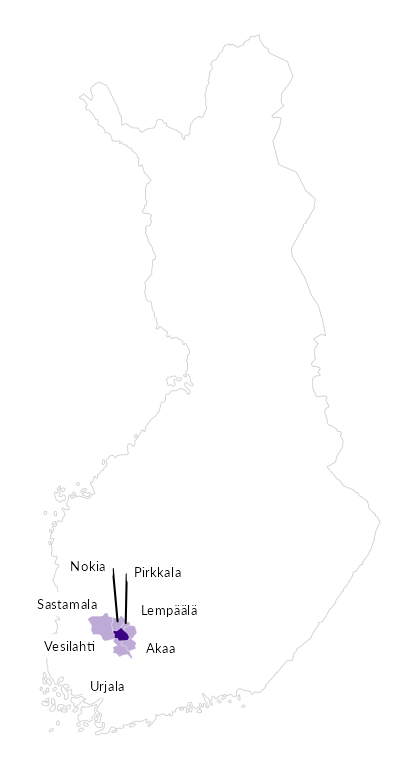 Nokia
Pirkkala
Sastamala
Lempäälä
Vesilahti
Akaa
Urjala